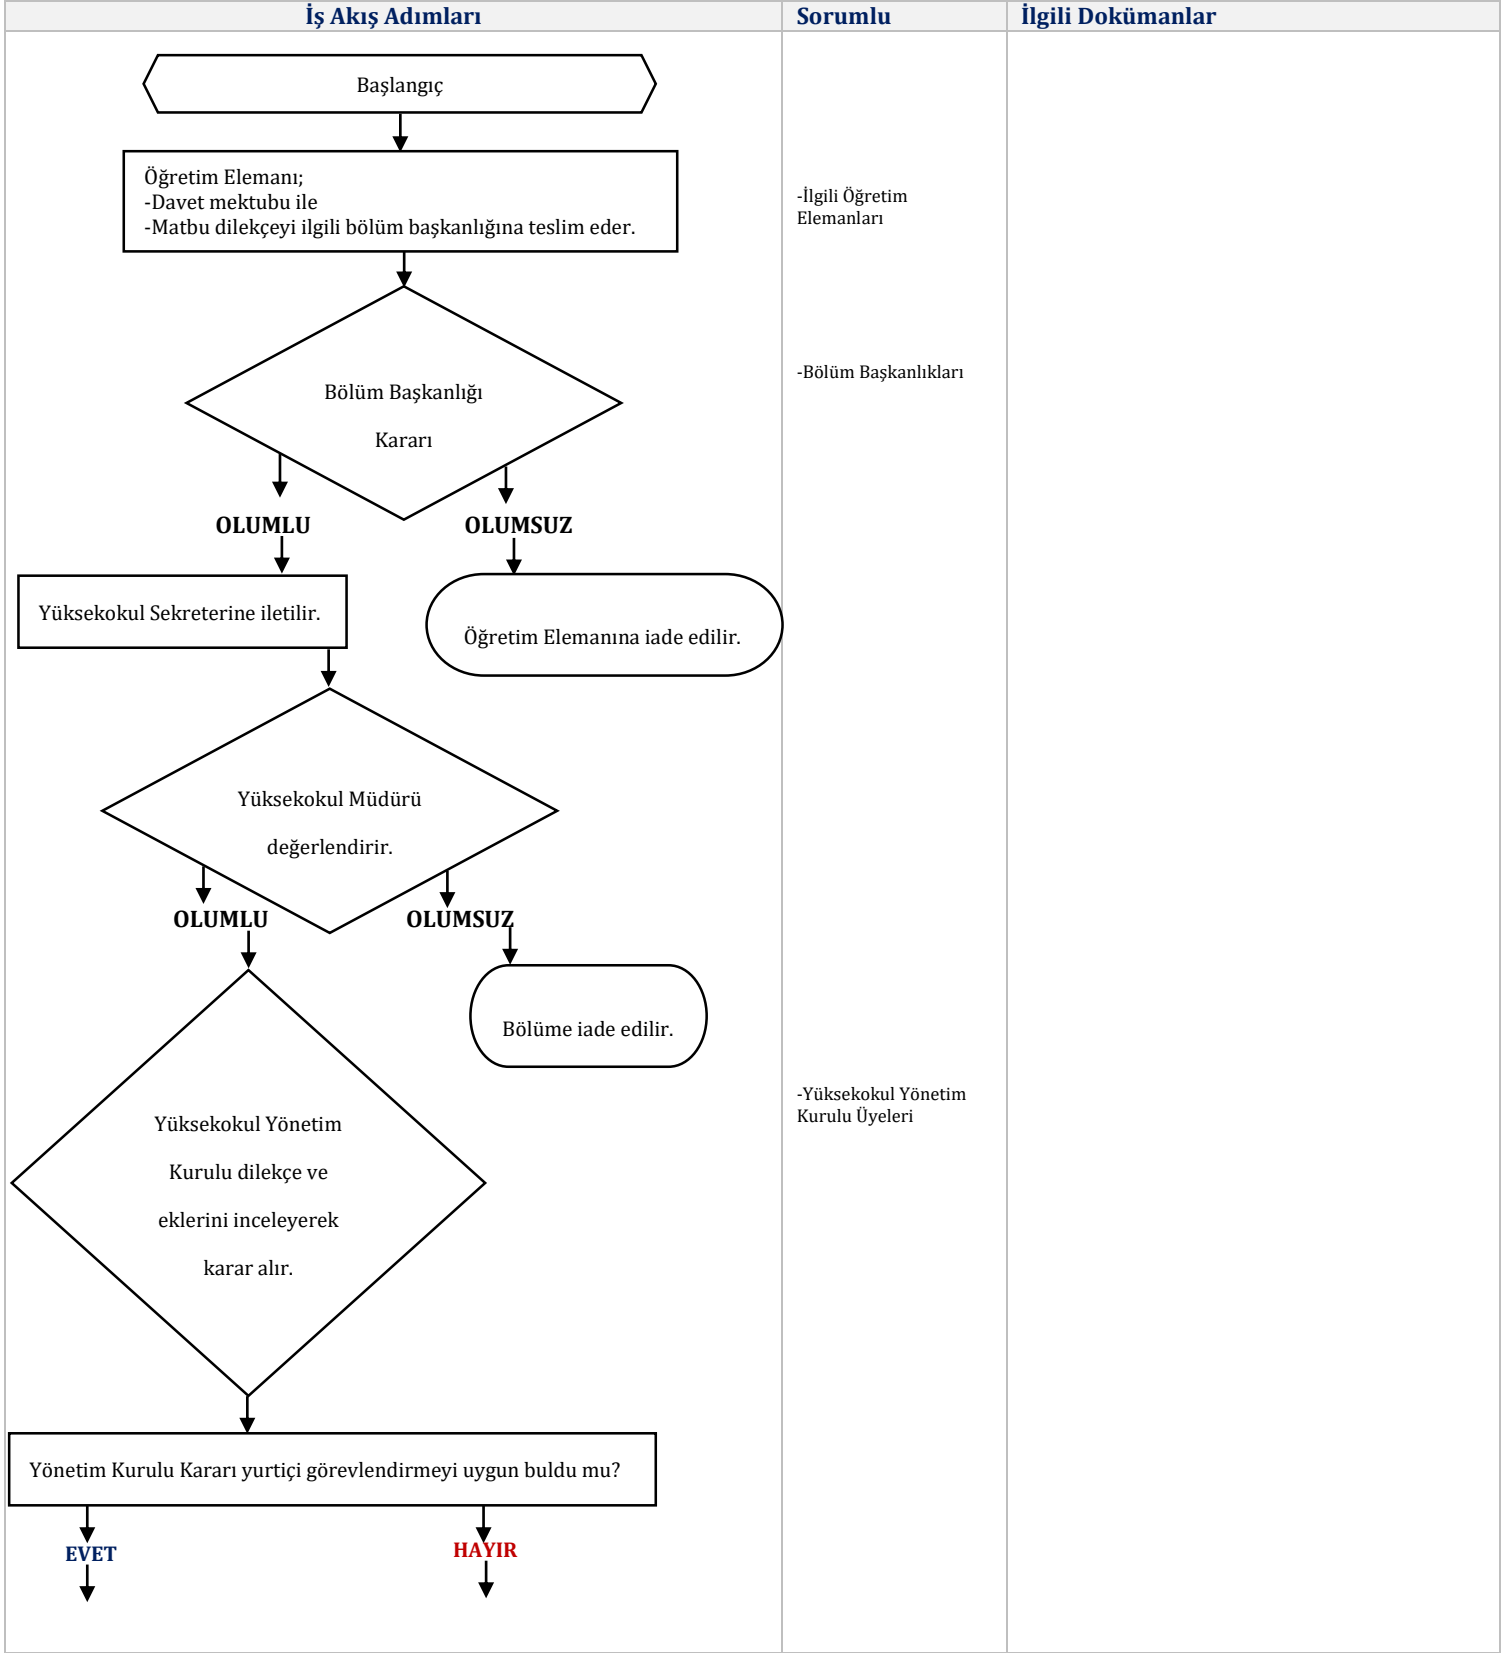 İş Akış Adımları
Sorumlu
İlgili Dokümanlar
Başlangıç
Öğretim Elemanı;
-Davet mektubu ile
-Matbu dilekçeyi ilgili bölüm başkanlığına teslim eder.
-İlgili Öğretim
Elemanları
Bölüm Başkanlığı
Kararı
-Bölüm Başkanlıkları
OLUMLU
OLUMSUZ
Yüksekokul Sekreterine iletilir.
Öğretim Elemanına iade edilir.
Yüksekokul Müdürü
değerlendirir.
OLUMLU
OLUMSUZ
Bölüme iade edilir.
Yüksekokul Yönetim
Kurulu dilekçe ve
eklerini inceleyerek
karar alır.
-Yüksekokul Yönetim
Kurulu Üyeleri
Yönetim Kurulu Kararı yurtiçi görevlendirmeyi uygun buldu mu?
EVET
HAYIR